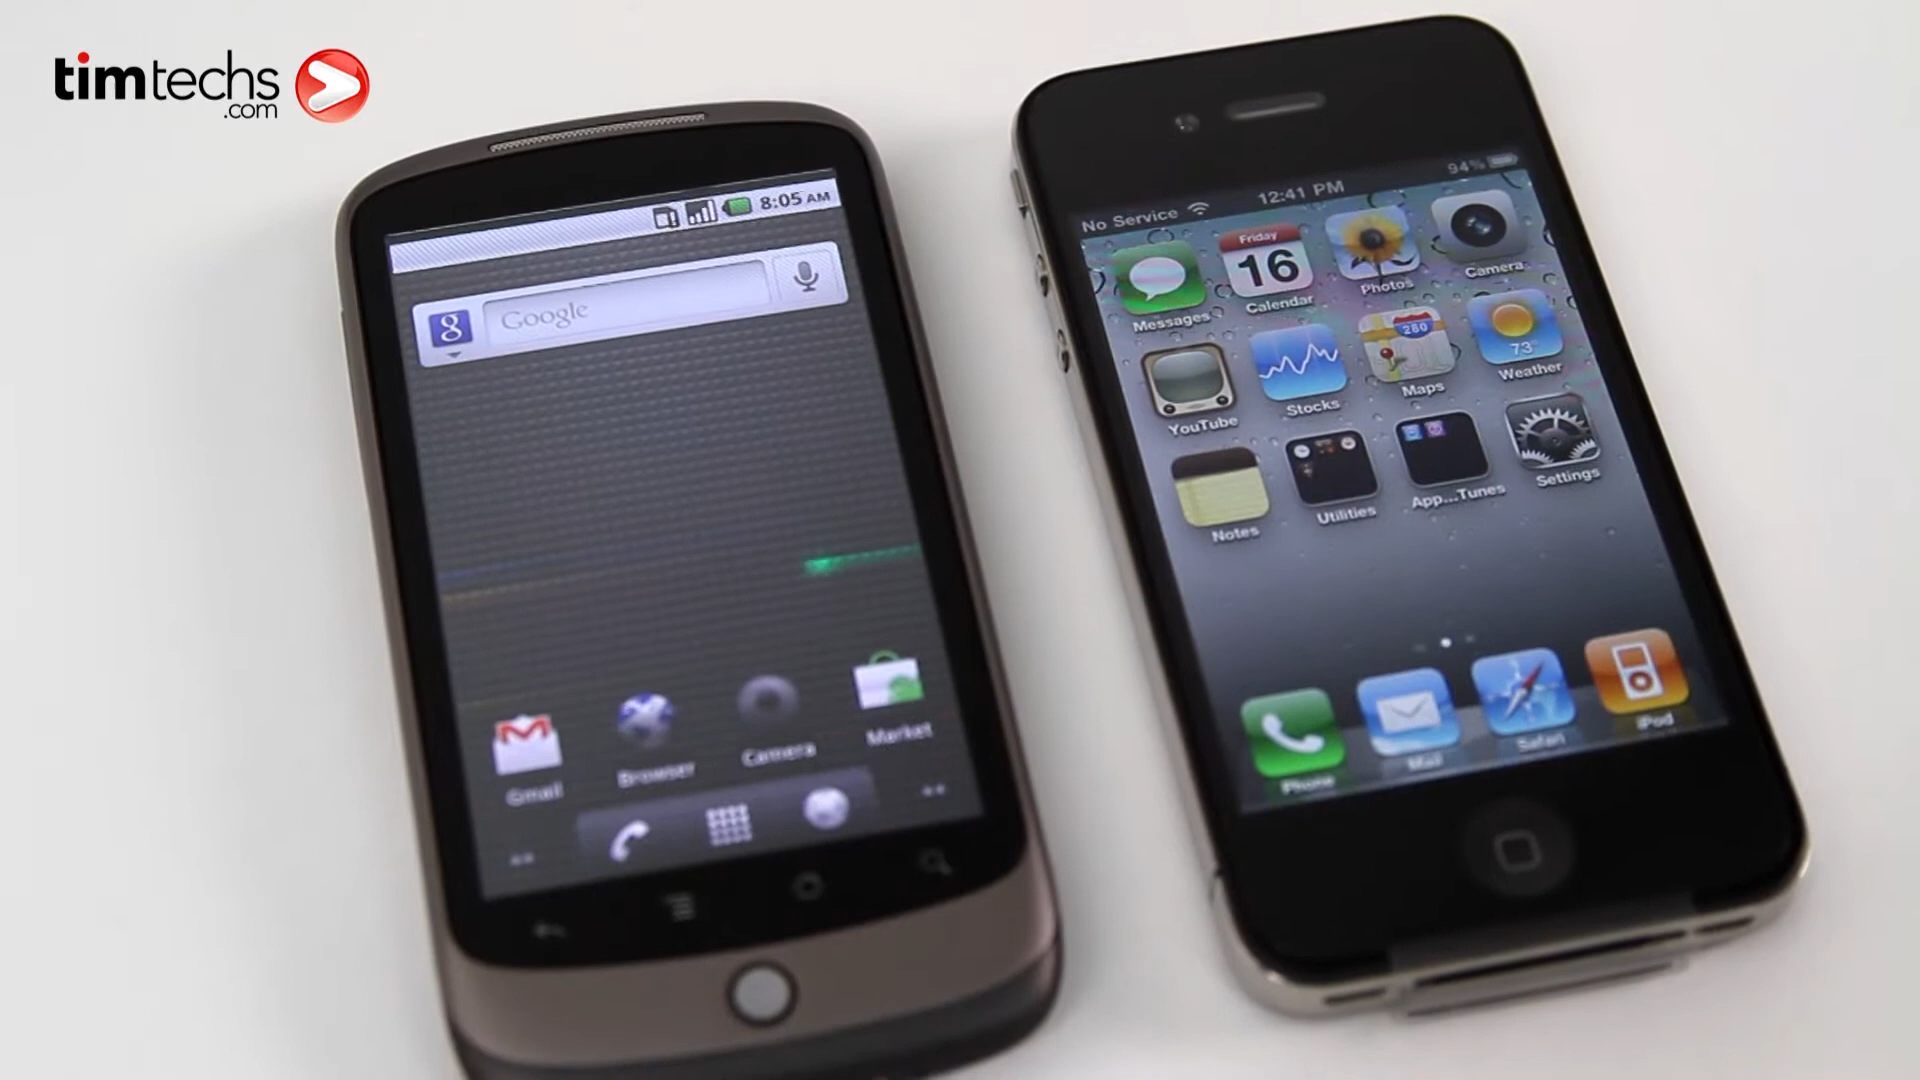 timtechs
.com
8:05 AM
Google
Gmail
Browser
Camera
Market
No Service
12:41 PM
94%
Messages
Friday
16
Calendar
Photos
Camera
YouTube
Stocks
280
Maps
73°
Weather
Notes
Utilities
App...Tunes
Settings
Phone
Mail
Safari
iPod